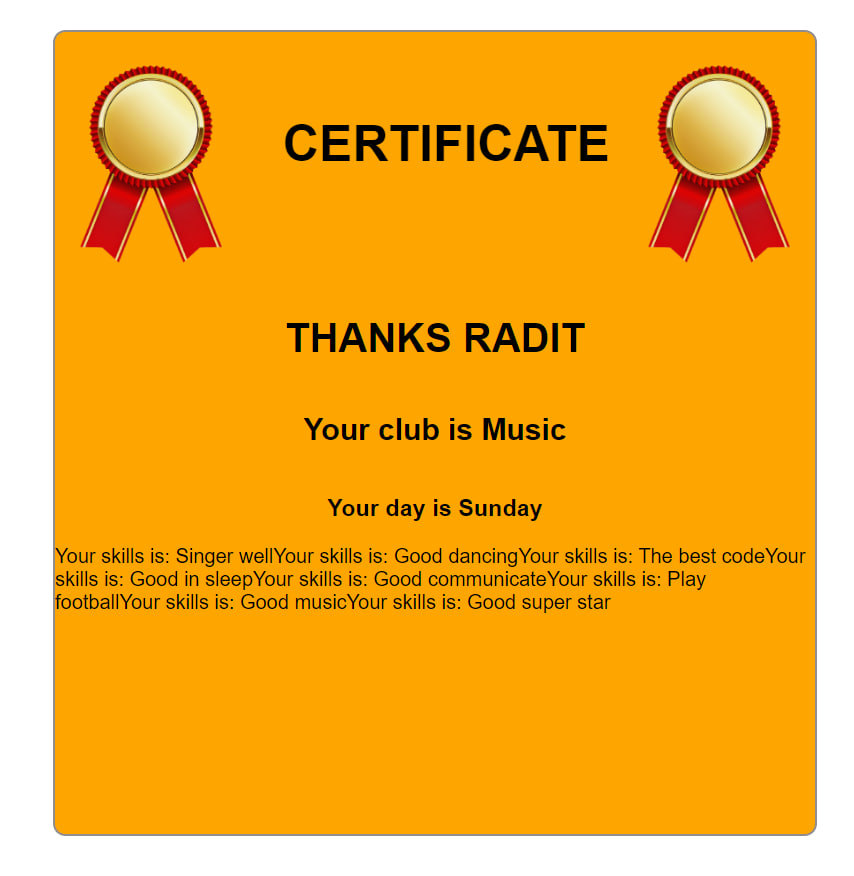 CERTIFICATE
THANKS RADIT
Your club is Music
Your day is Sunday
Your skills is: Singer wellYour skills is: Good dancingYour skills is: The best codeYour
skills is: Good in sleepYour skills is: Good communicateYour skills is: Play
footballYour skills is: Good musicYour skills is: Good super star